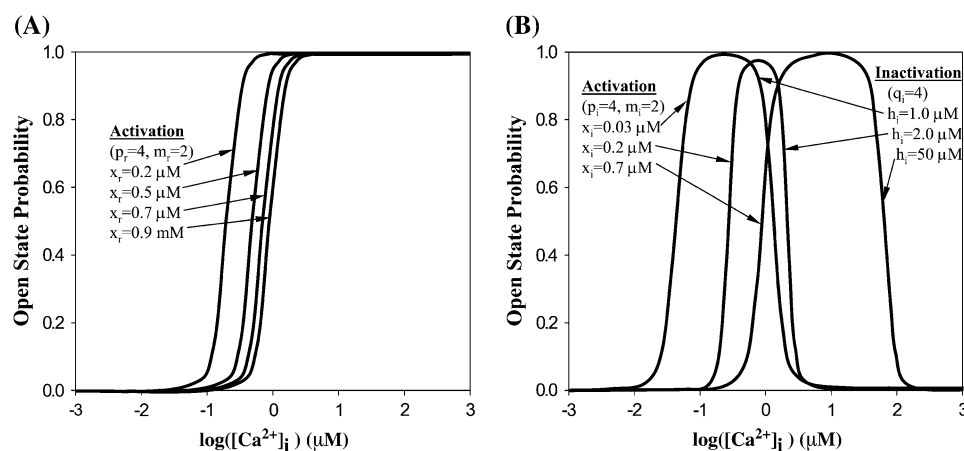 (A)
Open State Probability
1.0
0.8
0.6
0.4
0.2
0.0
Activation
(pᵣ=4, mᵣ=2)
xᵣ=0.2 μM
xᵣ=0.5 μM
xᵣ=0.7 μM
xᵣ=0.9 mM
-3 -2 -1 0 1 2 3
log([Ca²⁺]ᵢ ) (μM)
(B)
Open State Probability
1.0
0.8
0.6
0.4
0.2
0.0
Activation
(pᵢ=4, mᵢ=2)
xᵢ=0.03 μM
xᵢ=0.2 μM
xᵢ=0.7 μM
Inactivation
(qᵢ=4)
hᵢ=1.0 μM
hᵢ=2.0 μM
hᵢ=50 μM
-3 -2 -1 0 1 2 3
log([Ca²⁺]ᵢ ) (μM)